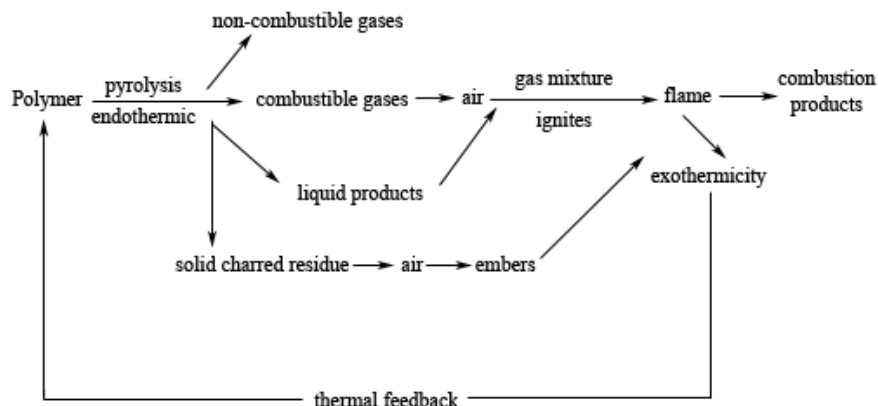 non-combustible gases
pyrolysis
gas mixture
combustion
Polymer
combustible gases
air
flame
products
endothermic
ignites
exothermicity
liquid products
solid charred residue
air
embers
thermal feedback